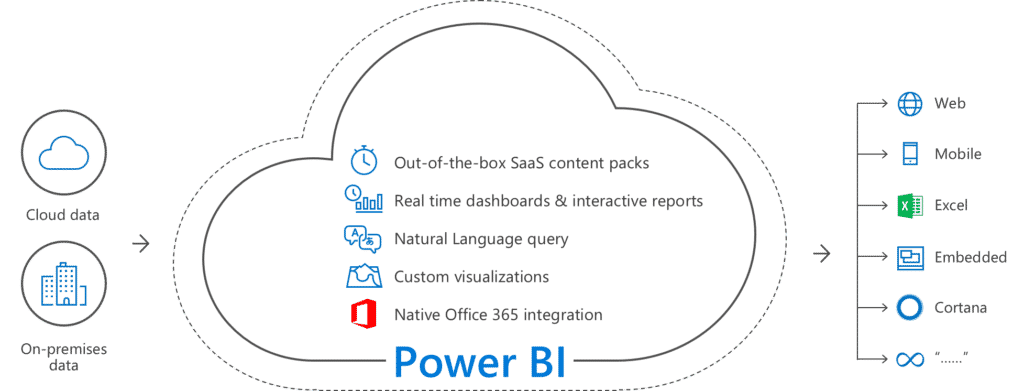 Cloud data
On-premises
data
Out-of-the-box SaaS content packs
Real time dashboards & interactive reports
Natural Language query
Custom visualizations
Native Office 365 integration
Power BI
Web
Mobile
Excel
Embedded
Cortana
“......”